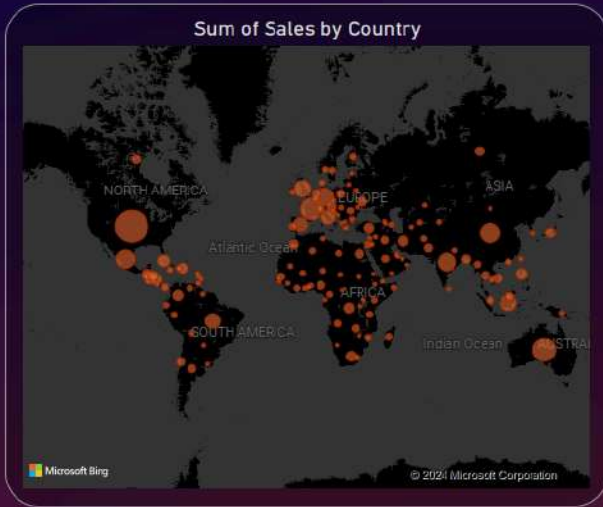 Sum of Sales by Country
NORTH AMERICA
EUROPE
ASIA
Atlantic Ocean
AFRICA
SOUTH AMERICA
Indian Ocean
AUSTRAL
Microsoft Bing
© 2024 Microsoft Corporation